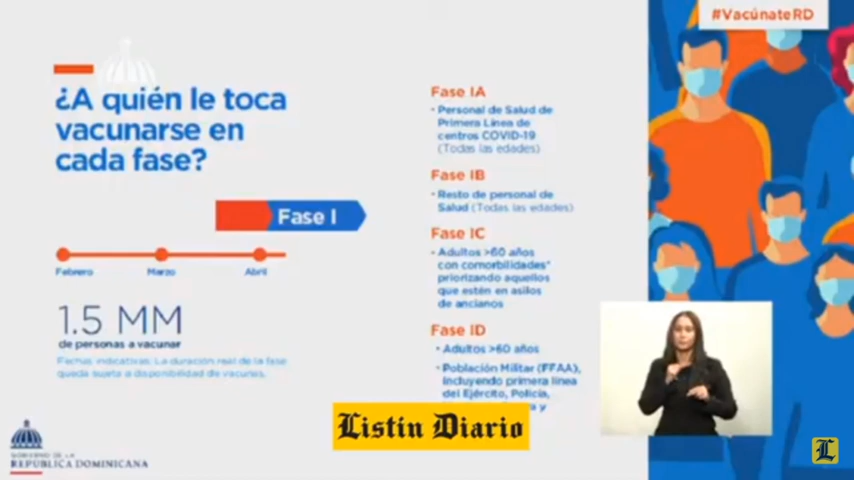 #VacúnateRD
¿A quién le toca
vacunarse en
cada fase?
Fase I
Febrero
Marzo
Abril
1.5 MM
de personas a vacunar
Fechas indicativas. La duración real de la fase
queda sujeta a disponibilidad de vacunas.
Fase IA
• Personal de Salud de
Primera Línea de
centros COVID-19
(Todas las edades)
Fase IB
• Resto de personal de
Salud (Todas las edades)
Fase IC
• Adultos >60 años
con comorbilidades*
priorizando aquellos
que estén en asilos
de ancianos
Fase ID
• Adultos >60 años
• Población Militar (FFAA),
Incluyendo primera línea
del Ejército, Policía,
y
Listín Diario
GOBIERNO DE LA
REPÚBLICA DOMINICANA
L